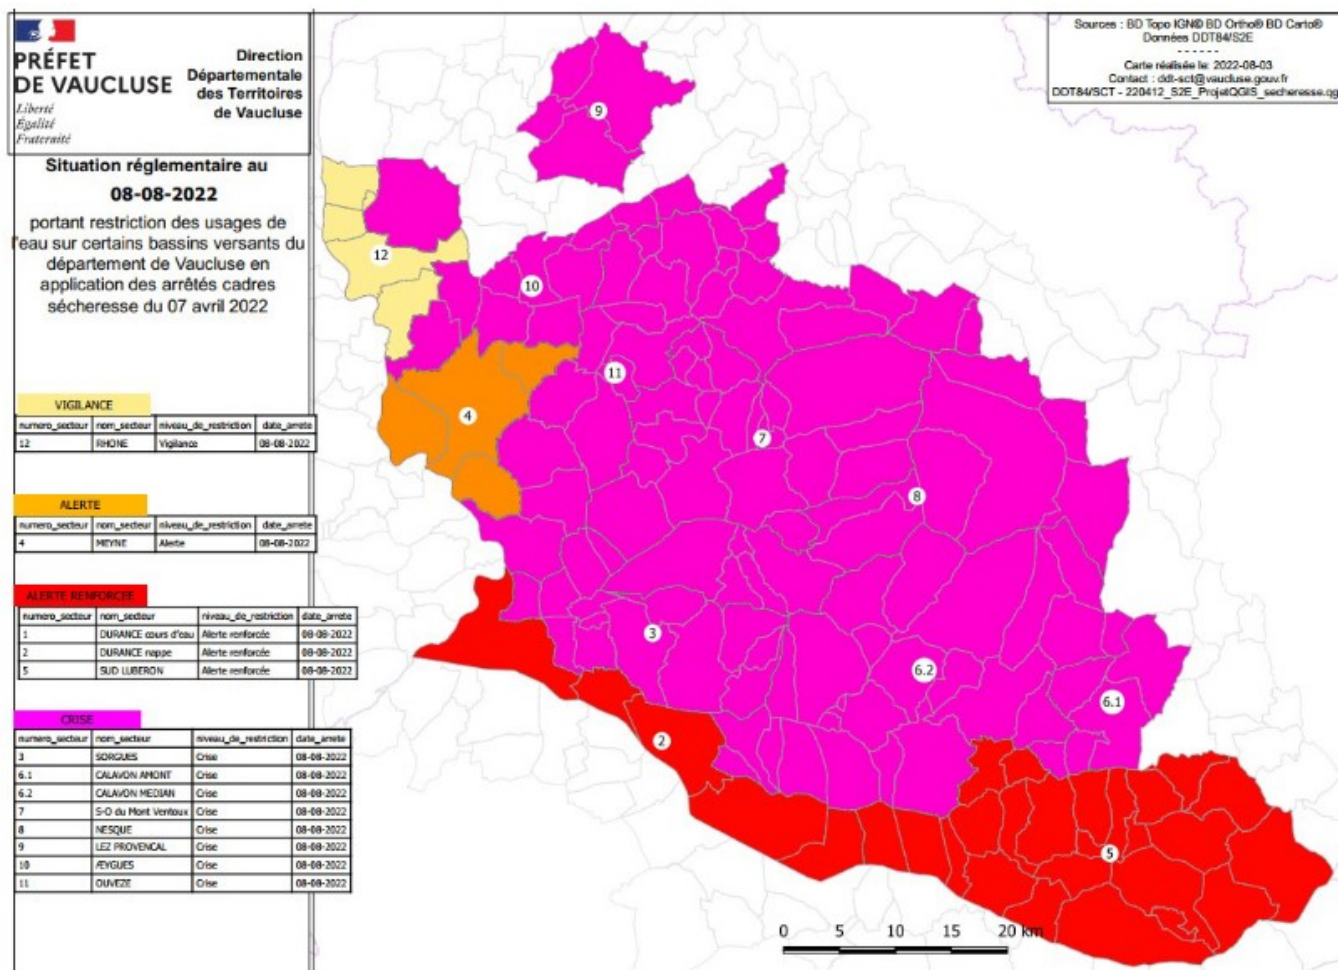 PRÉFET
DE VAUCLUSE
Liberté
Égalité
Fraternité
Direction
Départementale
des Territoires
de Vaucluse
Situation réglementaire au
08-08-2022
portant restriction des usages de
l'eau sur certains bassins versants du
département de Vaucluse en
application des arrêtés cadres
sécheresse du 07 avril 2022
VIGILANCE
numero_secteur nom_secteur niveau_de_restriction date_arrete
12 RHONE Vigilance 08-08-2022
ALERTE
numero_secteur nom_secteur niveau_de_restriction date_arrete
4 MEYNE Alerte 08-08-2022
ALERTE RENFORCEE
numero_secteur nom_secteur niveau_de_restriction date_arrete
1 DURANCE cours d'eau Alerte renforcée 08-08-2022
2 DURANCE nappe Alerte renforcée 08-08-2022
5 SUD LUBERON Alerte renforcée 08-08-2022
CRISE
numero_secteur nom_secteur niveau_de_restriction date_arrete
3 SORGUES Crise 08-08-2022
6.1 CALAVON AMONT Crise 08-08-2022
6.2 CALAVON MEDIAN Crise 08-08-2022
7 S-O du Mont Ventoux Crise 08-08-2022
8 NESQUE Crise 08-08-2022
9 LEZ PROVENCAL Crise 08-08-2022
10 ÆYGUES Crise 08-08-2022
11 OUVEZE Crise 08-08-2022
Sources : BD Topo IGN® BD Ortho® BD Carto®
Données DDT84/S2E
- - - - - -
Carte réalisée le: 2022-08-03
Contact : ddt-sct@vaucluse.gouv.fr
DDT84/SCT - 220412_S2E_ProjetQGIS_secheresse.qg
9
12
10
11
4
7
8
3
6.2
6.1
2
5
0 5 10 15 20 km